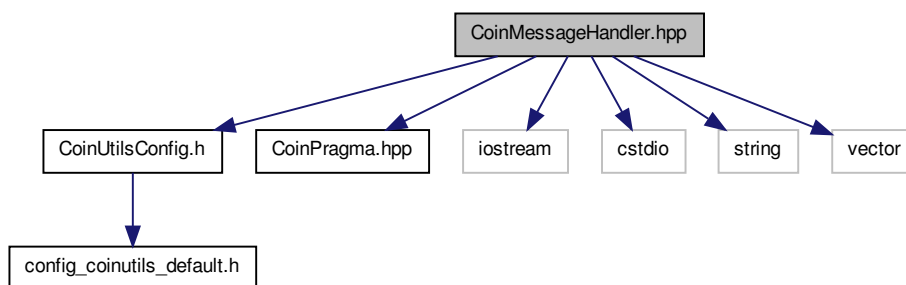 CoinMessageHandler.hpp
CoinUtilsConfig.h
CoinPragma.hpp
iostream
cstdio
string
vector
config_coinutils_default.h